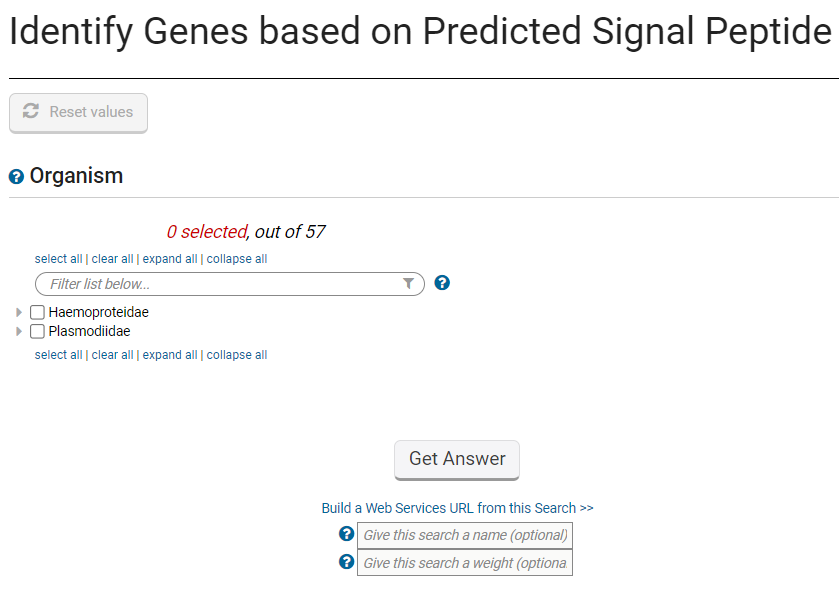 Identify Genes based on Predicted Signal Peptide
Reset values
Organism
0 selected, out of 57
select all | clear all | expand all | collapse all
Filter list below...
Haemoproteidae
Plasmodiidae
select all | clear all | expand all | collapse all
Get Answer
Build a Web Services URL from this Search >>
Give this search a name (optional)
Give this search a weight (optiona